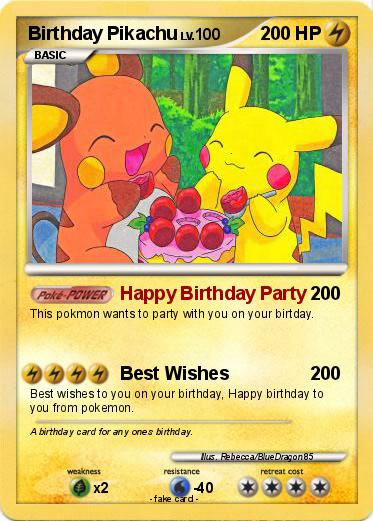 Birthday Pikachu LV.100 200 HP
BASIC
Poké-POWER Happy Birthday Party 200
This pokmon wants to party with you on your birtday.
Best Wishes 200
Best wishes to you on your birthday, Happy birthday to
you from pokemon.
A birthday card for any ones birthday.
Illus. Rebecca/BlueDragon85
weakness resistance retreat cost
x2 -40
- fake card -